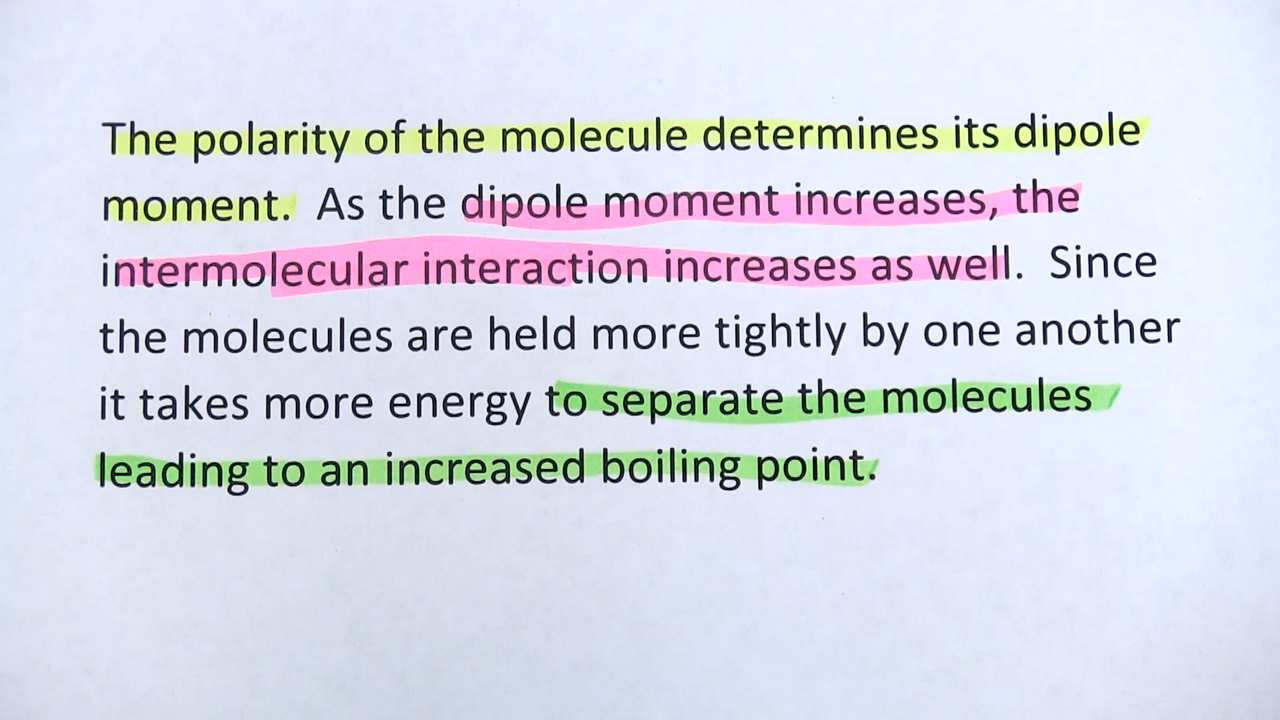 The polarity of the molecule determines its dipole
moment.  As the dipole moment increases, the
intermolecular interaction increases as well.  Since
the molecules are held more tightly by one another
it takes more energy to separate the molecules
leading to an increased boiling point.